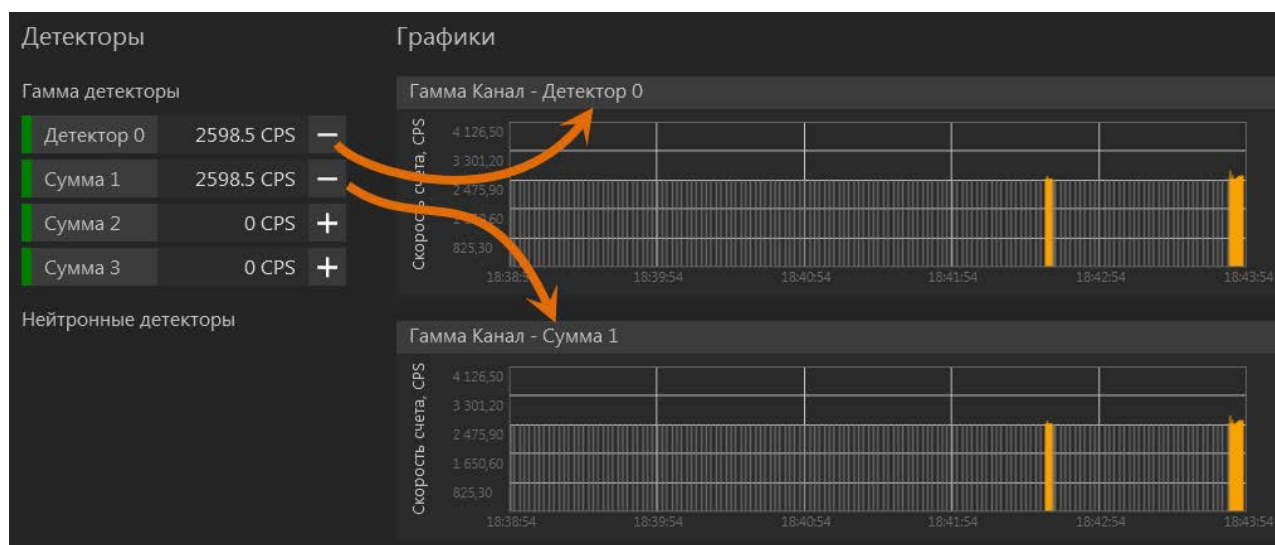 Детекторы
Гамма детекторы
Детектор 0 2598.5 CPS −
Сумма 1 2598.5 CPS −
Сумма 2 0 CPS +
Сумма 3 0 CPS +
Нейтронные детекторы
Графики
Гамма Канал - Детектор 0
Скорость счета, CPS
4 126,50
3 301,20
2 475,90
825,30
18:39:54 18:40:54 18:41:54 18:42:54 18:43:54
Гамма Канал - Сумма 1
Скорость счета, CPS
4 126,50
3 301,20
2 475,90
1 650,60
825,30
18:38:54 18:39:54 18:40:54 18:41:54 18:42:54 18:43:54